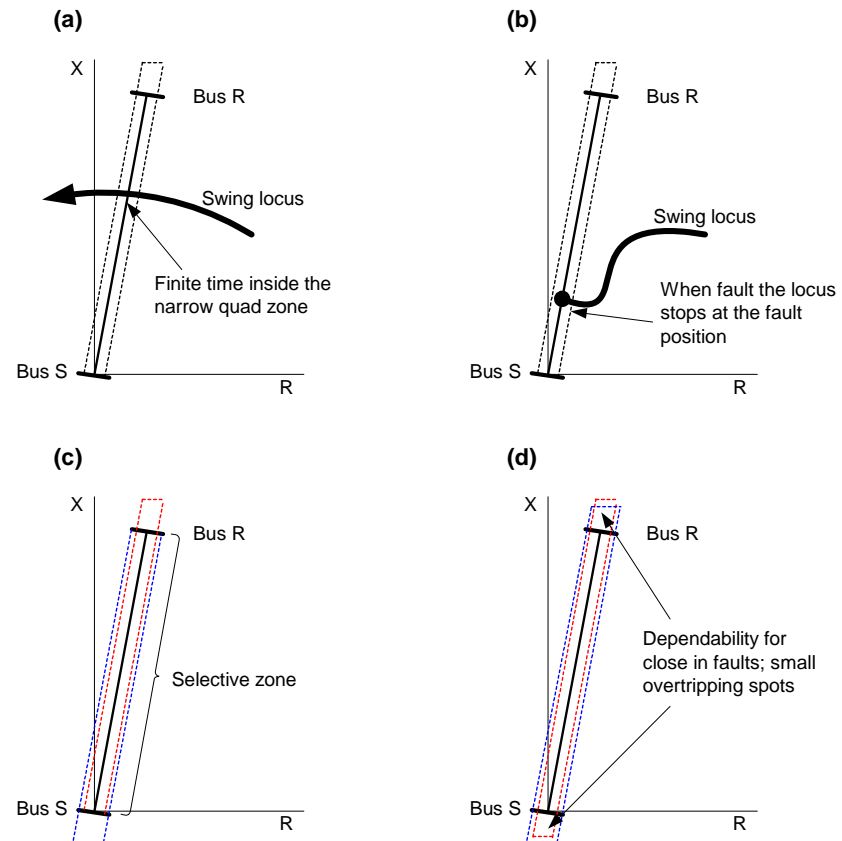 (a)
X
Bus R
Swing locus
Finite time inside the
narrow quad zone
Bus S
R
(b)
X
Bus R
Swing locus
When fault the locus
stops at the fault
position
Bus S
R
(c)
X
Bus R
Selective zone
Bus S
R
(d)
X
Bus R
Dependability for
close in faults; small
overtripping spots
Bus S
R